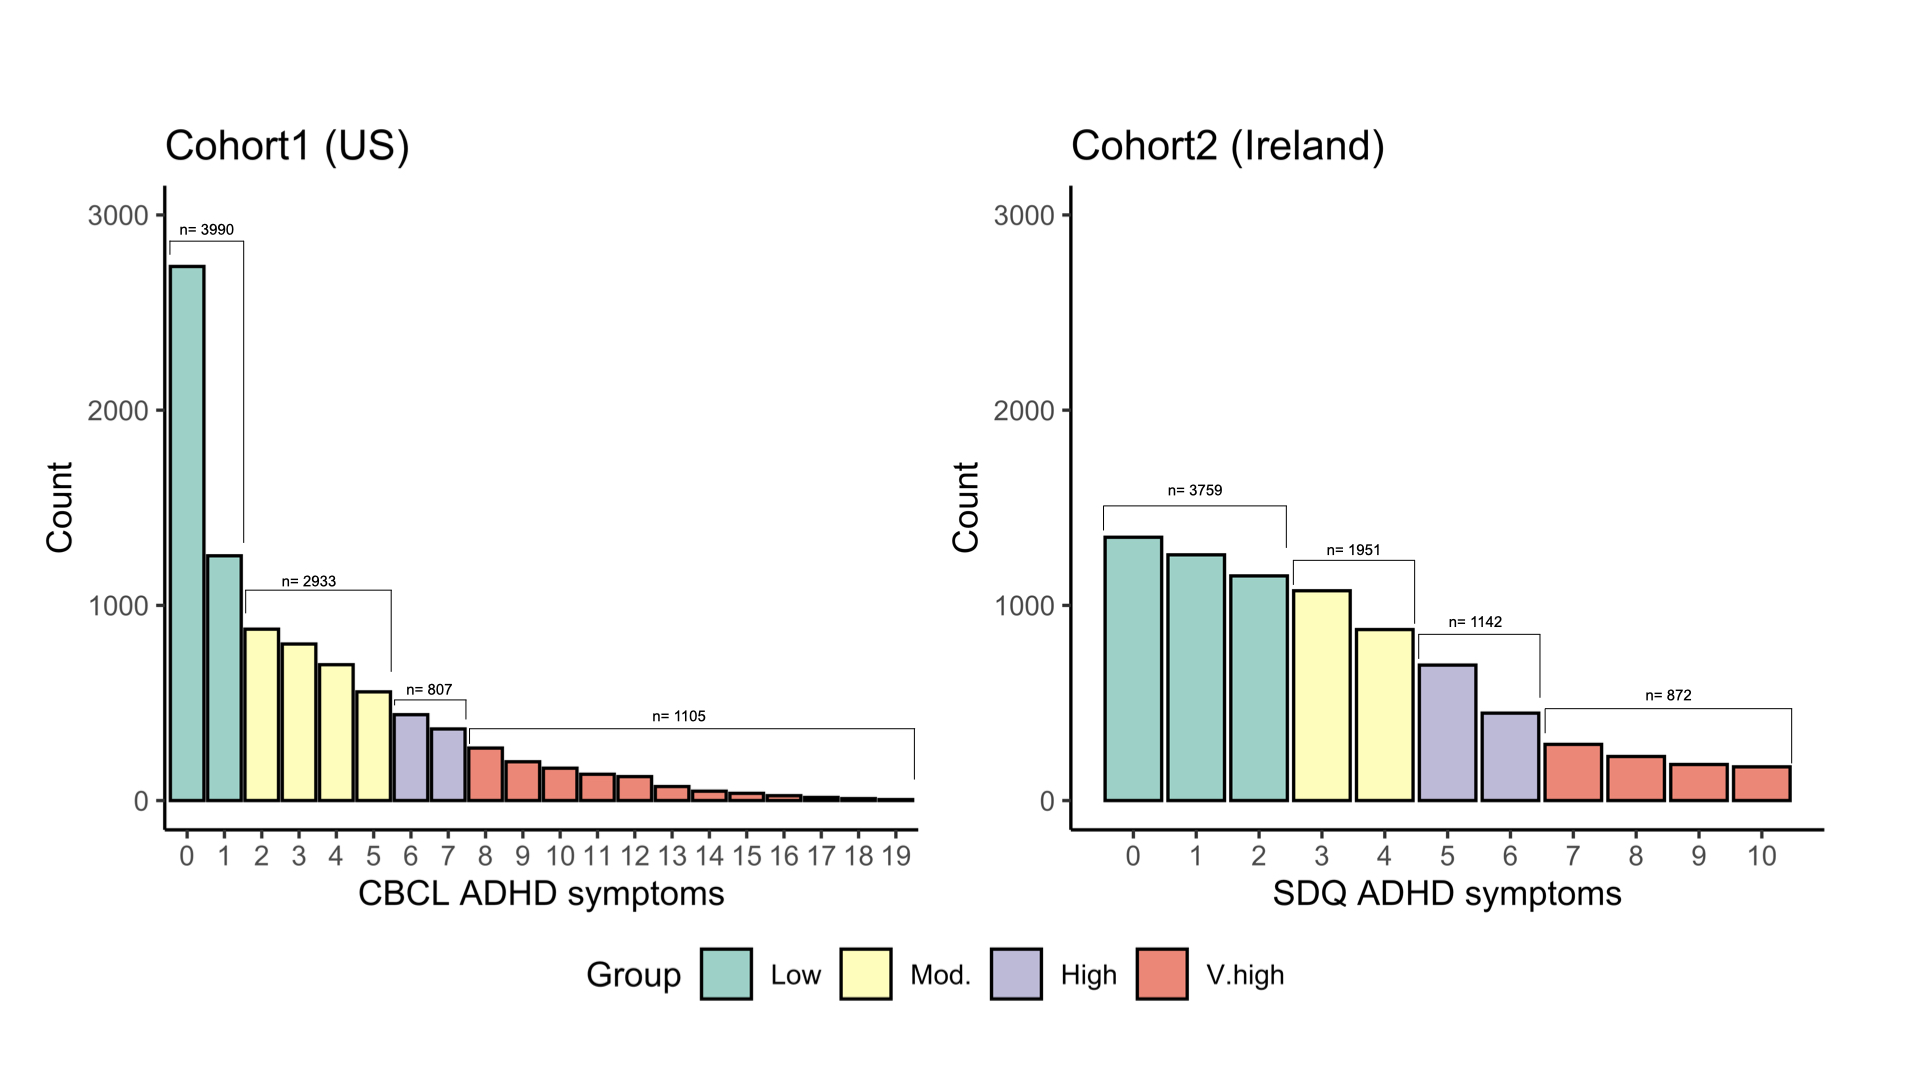 Cohort1 (US)
Count
3000
2000
1000
0
n= 3990
n= 2933
n= 807
n= 1105
0 1 2 3 4 5 6 7 8 9 10 11 12 13 14 15 16 17 18 19
CBCL ADHD symptoms
Cohort2 (Ireland)
Count
3000
2000
1000
0
n= 3759
n= 1951
n= 1142
n= 872
0 1 2 3 4 5 6 7 8 9 10
SDQ ADHD symptoms
Group Low Mod. High V.high